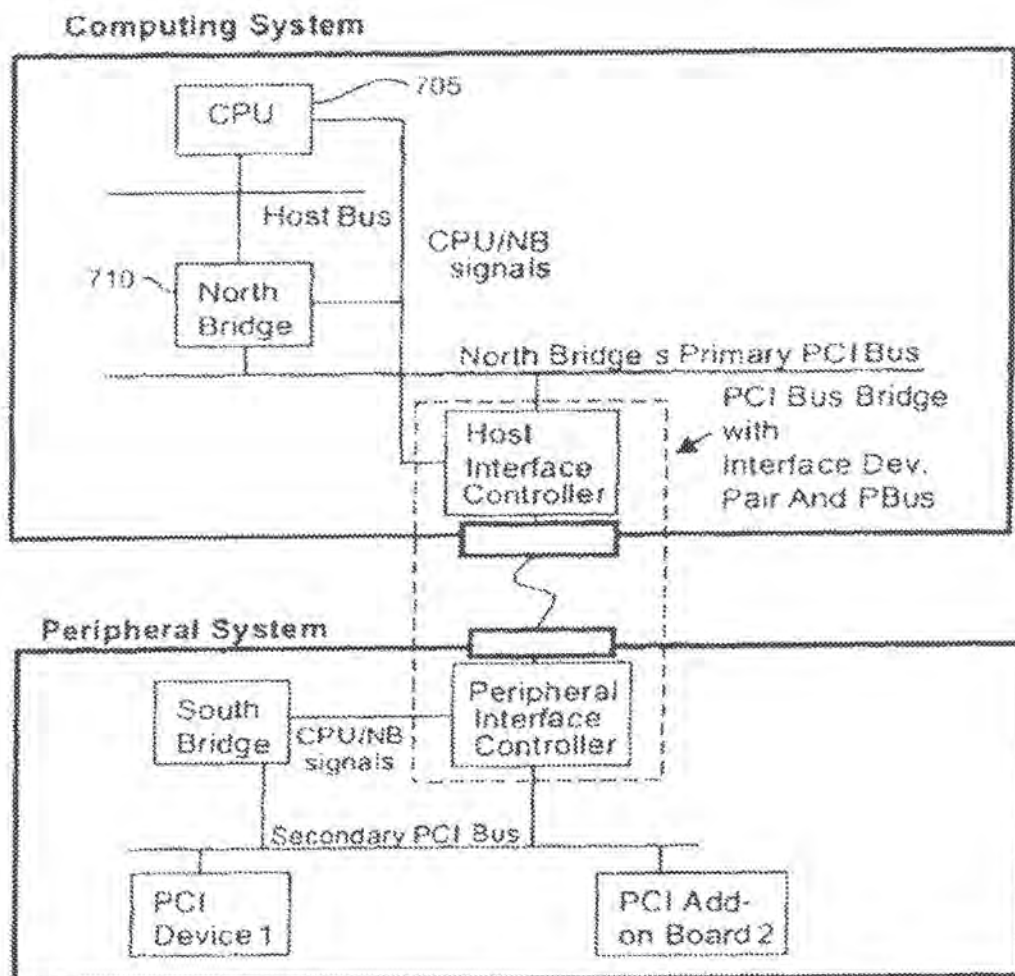 Computing System
705
CPU
Host Bus
CPU/NB
signals
710
North
Bridge
North Bridge s Primary PCI Bus
PCI Bus Bridge
with
Interface Dev.
Pair And PBus
Host
Interface
Controller
Peripheral System
South
Bridge
CPU/NB
signals
Peripheral
Interface
Controller
Secondary PCI Bus
PCI
Device 1
PCI Add-
on Board 2